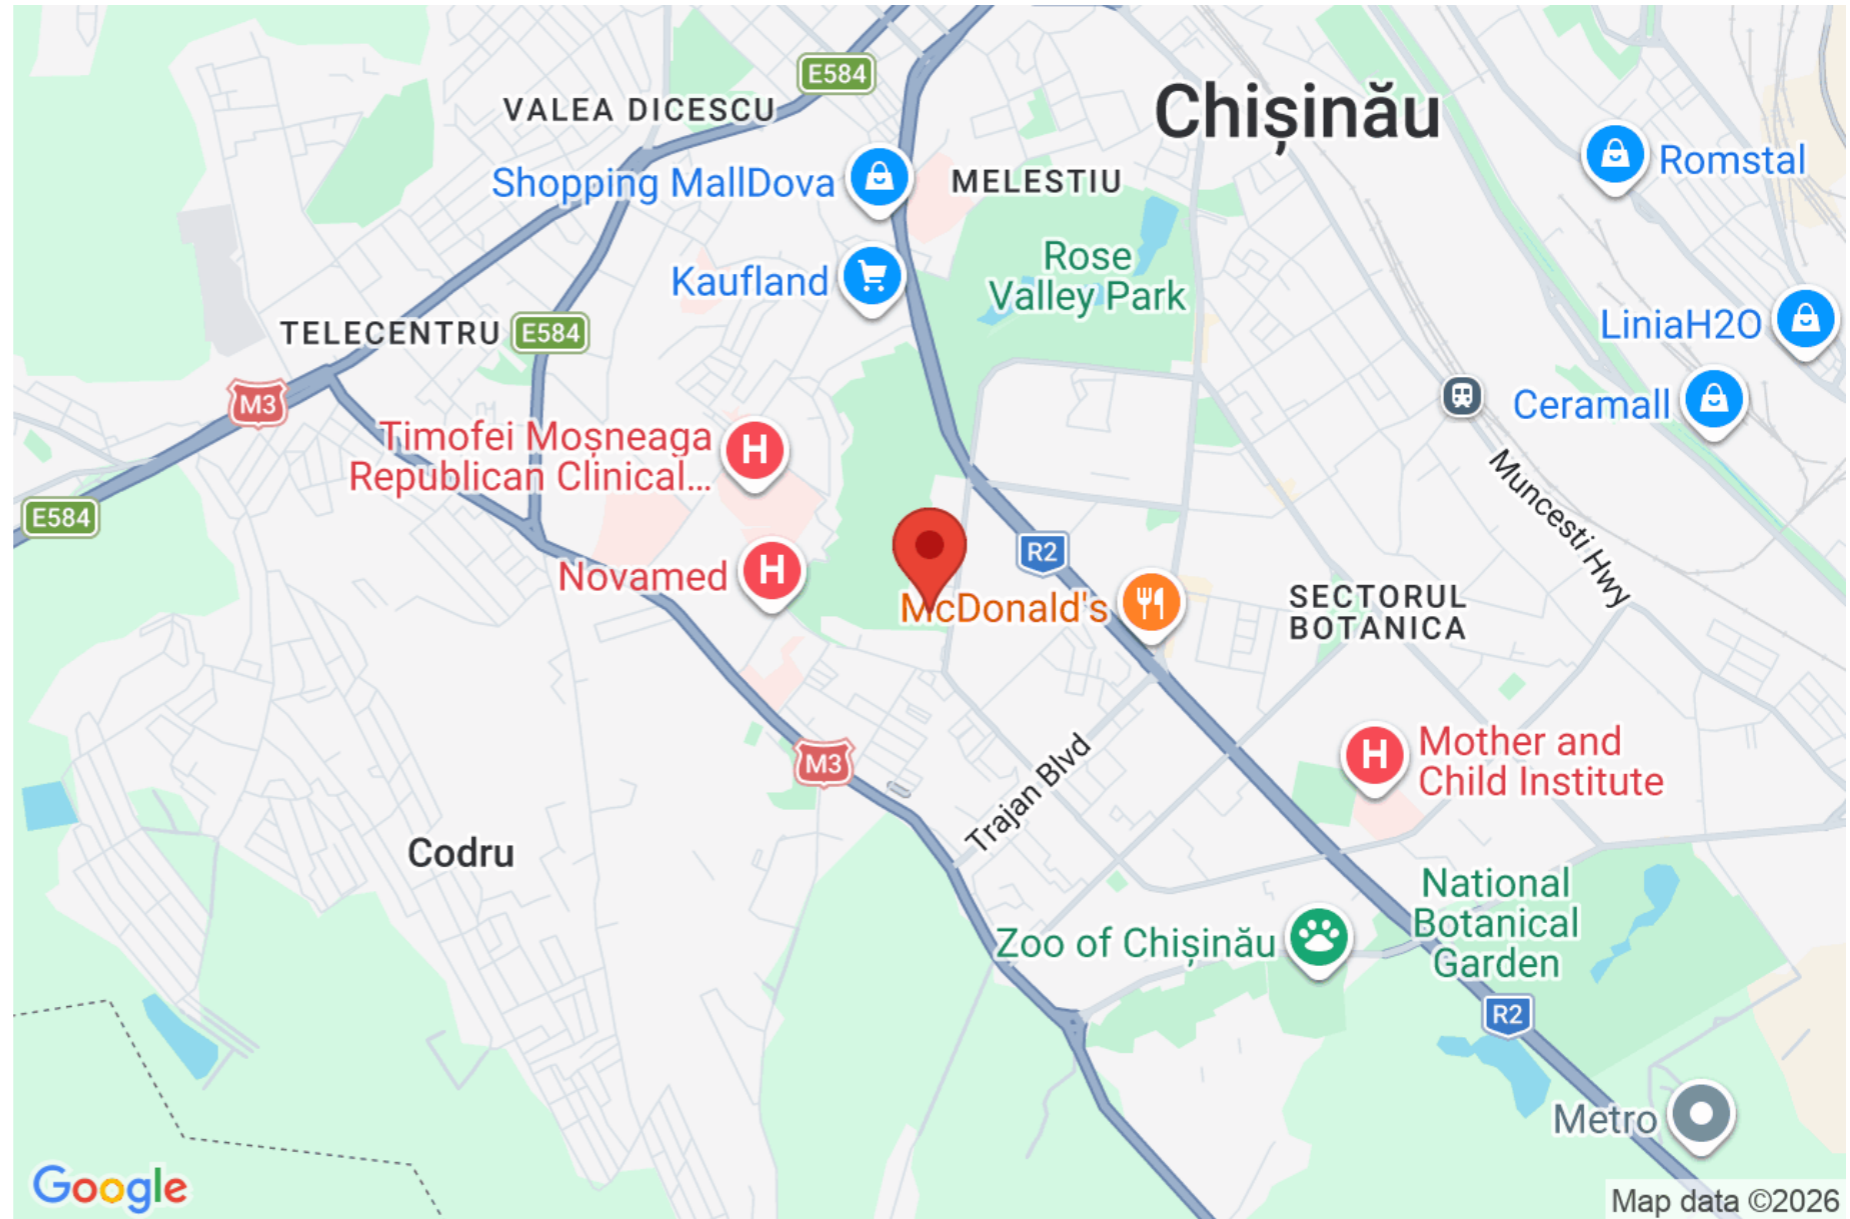 E584
VALEA DICESCU
Chișinău
Shopping MallDova
MELESTIU
Romstal
Rose
Valley Park
Kaufland
TELECENTRU
E584
LiniaH2O
M3
Ceramall
Timofei Moșneaga
Republican Clinical...
Muncesti Hwy
E584
R2
Novamed
McDonald's
SECTORUL
BOTANICA
Mother and
Child Institute
M3
Trajan Blvd
Codru
National
Botanical
Garden
Zoo of Chișinău
R2
Metro
Google
Map data ©2026